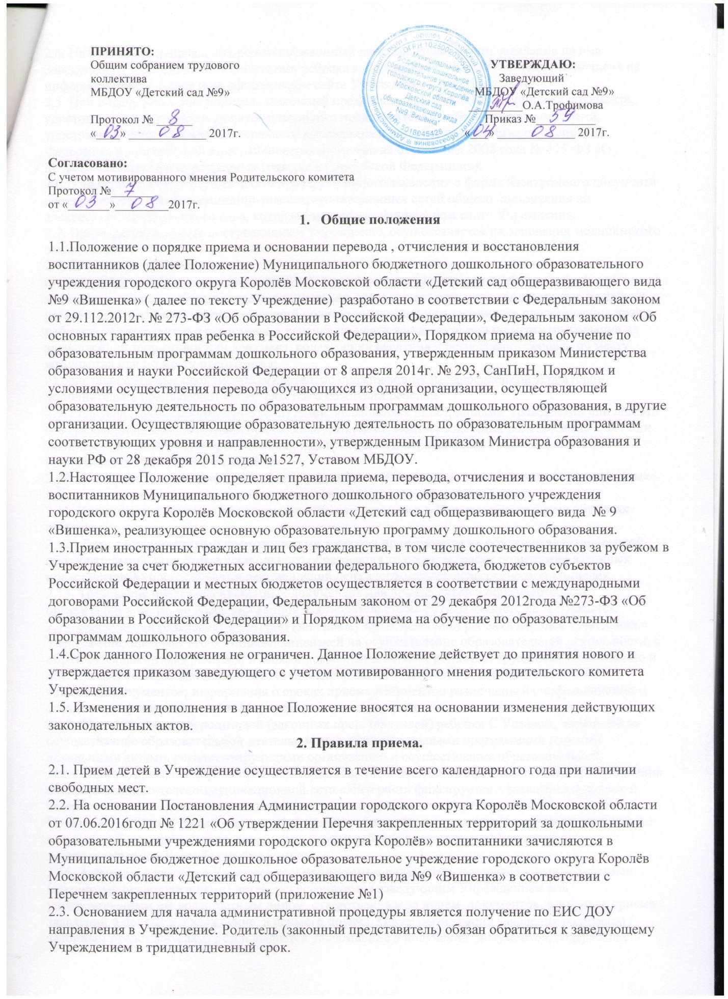 ПРИНЯТО:
Общим собранием трудового
коллектива
МБДОУ «Детский сад №9»
Протокол № 8
«03» 08 2017г.
УТВЕРЖДАЮ:
Заведующий
МБДОУ «Детский сад №9»
О.А.Трофимова
Приказ № 59
«04» 08 2017г.
Администрация городского округа Королёв Московской области * Комитет образования *
ОГРН 1025002035520
Муниципальное
бюджетное дошкольное
образовательное учреждение
городского округа Королёв
Московской области
Детский сад
общеразвивающего вида
№9 "Вишенка"
ИНН 5018045428
Согласовано:
С учетом мотивированного мнения Родительского комитета
Протокол № 7
от «03» 08 2017г.
1. Общие положения
1.1.Положение о порядке приема и основании перевода , отчисления и восстановления
воспитанников (далее Положение) Муниципального бюджетного дошкольного образовательного
учреждения городского округа Королёв Московской области «Детский сад общеразвивающего вида
№9 «Вишенка» ( далее по тексту Учреждение) разработано в соответствии с Федеральным законом
от 29.112.2012г. № 273-ФЗ «Об образовании в Российской Федерации», Федеральным законом «Об
основных гарантиях прав ребенка в Российской Федерации», Порядком приема на обучение по
образовательным программам дошкольного образования, утвержденным приказом Министерства
образования и науки Российской Федерации от 8 апреля 2014г. № 293, СанПиН, Порядком и
условиями осуществления перевода обучающихся из одной организации, осуществляющей
образовательную деятельность по образовательным программам дошкольного образования, в другие
организации. Осуществляющие образовательную деятельность по образовательным программам
соответствующих уровня и направленности», утвержденным Приказом Министра образования и
науки РФ от 28 декабря 2015 года №1527, Уставом МБДОУ.
1.2.Настоящее Положение определяет правила приема, перевода, отчисления и восстановления
воспитанников Муниципального бюджетного дошкольного образовательного учреждения
городского округа Королёв Московской области «Детский сад общеразвивающего вида № 9
«Вишенка», реализующее основную образовательную программу дошкольного образования.
1.3.Прием иностранных граждан и лиц без гражданства, в том числе соотечественников за рубежом в
Учреждение за счет бюджетных ассигновании федерального бюджета, бюджетов субъектов
Российской Федерации и местных бюджетов осуществляется в соответствии с международными
договорами Российской Федерации, Федеральным законом от 29 декабря 2012года №273-ФЗ «Об
образовании в Российской Федерации» и Порядком приема на обучение по образовательным
программам дошкольного образования.
1.4.Срок данного Положения не ограничен. Данное Положение действует до принятия нового и
утверждается приказом заведующего с учетом мотивированного мнения родительского комитета
Учреждения.
1.5. Изменения и дополнения в данное Положение вносятся на основании изменения действующих
законодательных актов.
2. Правила приема.
2.1. Прием детей в Учреждение осуществляется в течение всего календарного года при наличии
свободных мест.
2.2. На основании Постановления Администрации городского округа Королёв Московской области
от 07.06.2016годп № 1221 «Об утверждении Перечня закрепленных территорий за дошкольными
образовательными учреждениями городского округа Королёв» воспитанники зачисляются в
Муниципальное бюджетное дошкольное образовательное учреждение городского округа Королёв
Московской области «Детский сад общеразивающего вида №9 «Вишенка» в соответствии с
Перечнем закрепленных территорий (приложение №1)
2.3. Основанием для начала административной процедуры является получение по ЕИС ДОУ
направления в Учреждение. Родитель (законный представитель) обязан обратиться к заведующему
Учреждением в тридцатидневный срок.